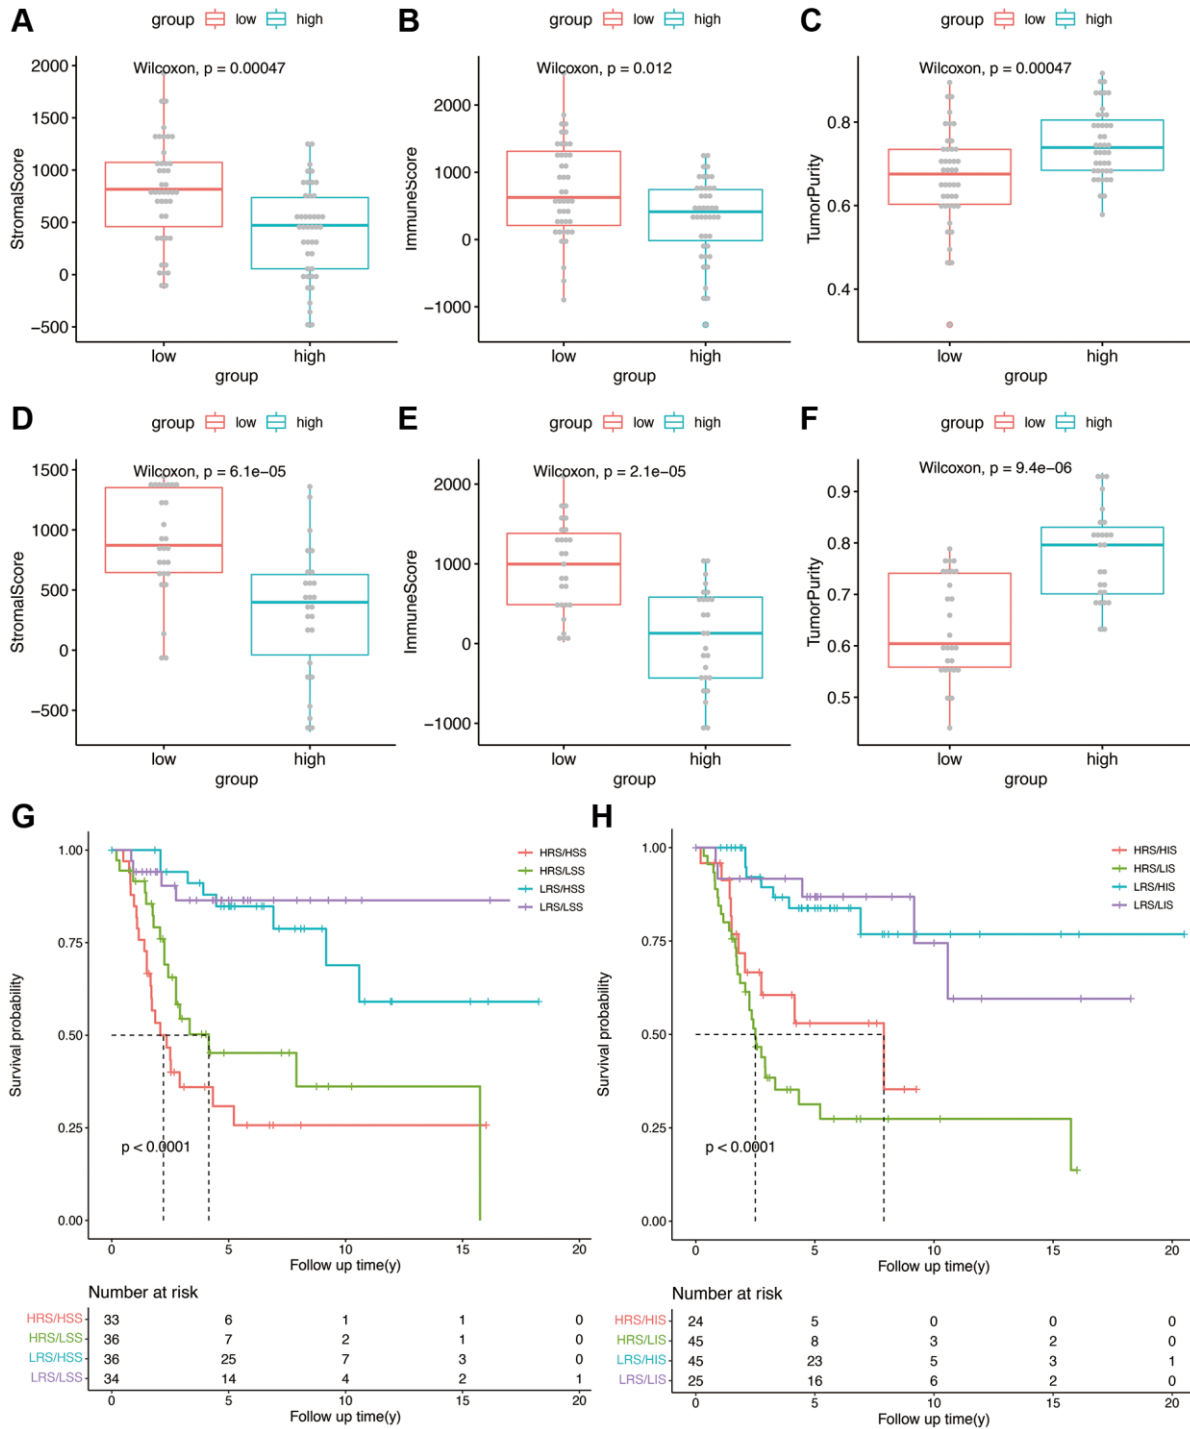 A
group low high
Wilcoxon, p = 0.00047
StromalScore
2000
1500
1000
500
0
−500
low high
group
B
group low high
Wilcoxon, p = 0.012
ImmuneScore
2000
1000
0
−1000
low high
group
C
group low high
Wilcoxon, p = 0.00047
TumorPurity
0.8
0.6
0.4
low high
group
D
group low high
Wilcoxon, p = 6.1e−05
StromalScore
1500
1000
500
0
−500
low high
group
E
group low high
Wilcoxon, p = 2.1e−05
ImmuneScore
2000
1000
0
−1000
low high
group
F
group low high
Wilcoxon, p = 9.4e−06
TumorPurity
0.9
0.8
0.7
0.6
0.5
low high
group
G
Survival probability
1.00
0.75
0.50
0.25
0.00
HRS/HSS
HRS/LSS
LRS/HSS
LRS/LSS
p < 0.0001
0 5 10 15 20
Follow up time(y)
Number at risk
HRS/HSS 33 6 1 1 0
HRS/LSS 36 7 2 1 0
LRS/HSS 36 25 7 3 0
LRS/LSS 34 14 4 2 1
0 5 10 15 20
Follow up time(y)
H
Survival probability
1.00
0.75
0.50
0.25
0.00
HRS/HIS
HRS/LIS
LRS/HIS
LRS/LIS
p < 0.0001
0 5 10 15 20
Follow up time(y)
Number at risk
HRS/HIS 24 5 0 0 0
HRS/LIS 45 8 3 2 0
LRS/HIS 45 23 5 3 1
LRS/LIS 25 16 6 2 0
0 5 10 15 20
Follow up time(y)